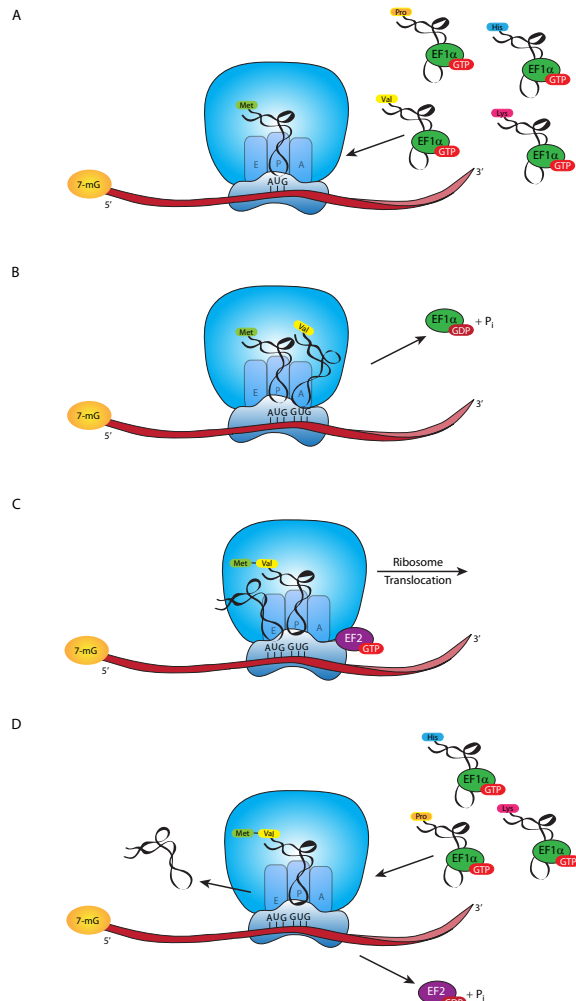 A
Pro
His
EF1α
GTP
EF1α
GTP
Met
Val
Lys
EF1α
GTP
EF1α
GTP
E P A
AUG
7-mG
5′
3′
B
Met
Val
EF1α
GDP
+ Pi
E P A
AUG GUG
7-mG
5′
3′
C
Met
Val
Ribosome
Translocation
E P A
EF2
GTP
AUG GUG
7-mG
5′
3′
D
His
EF1α
GTP
Pro
Lys
Met
Val
EF1α
GTP
EF1α
GTP
E P A
AUG GUG
7-mG
5′
3′
EF2
GDP
+ Pi